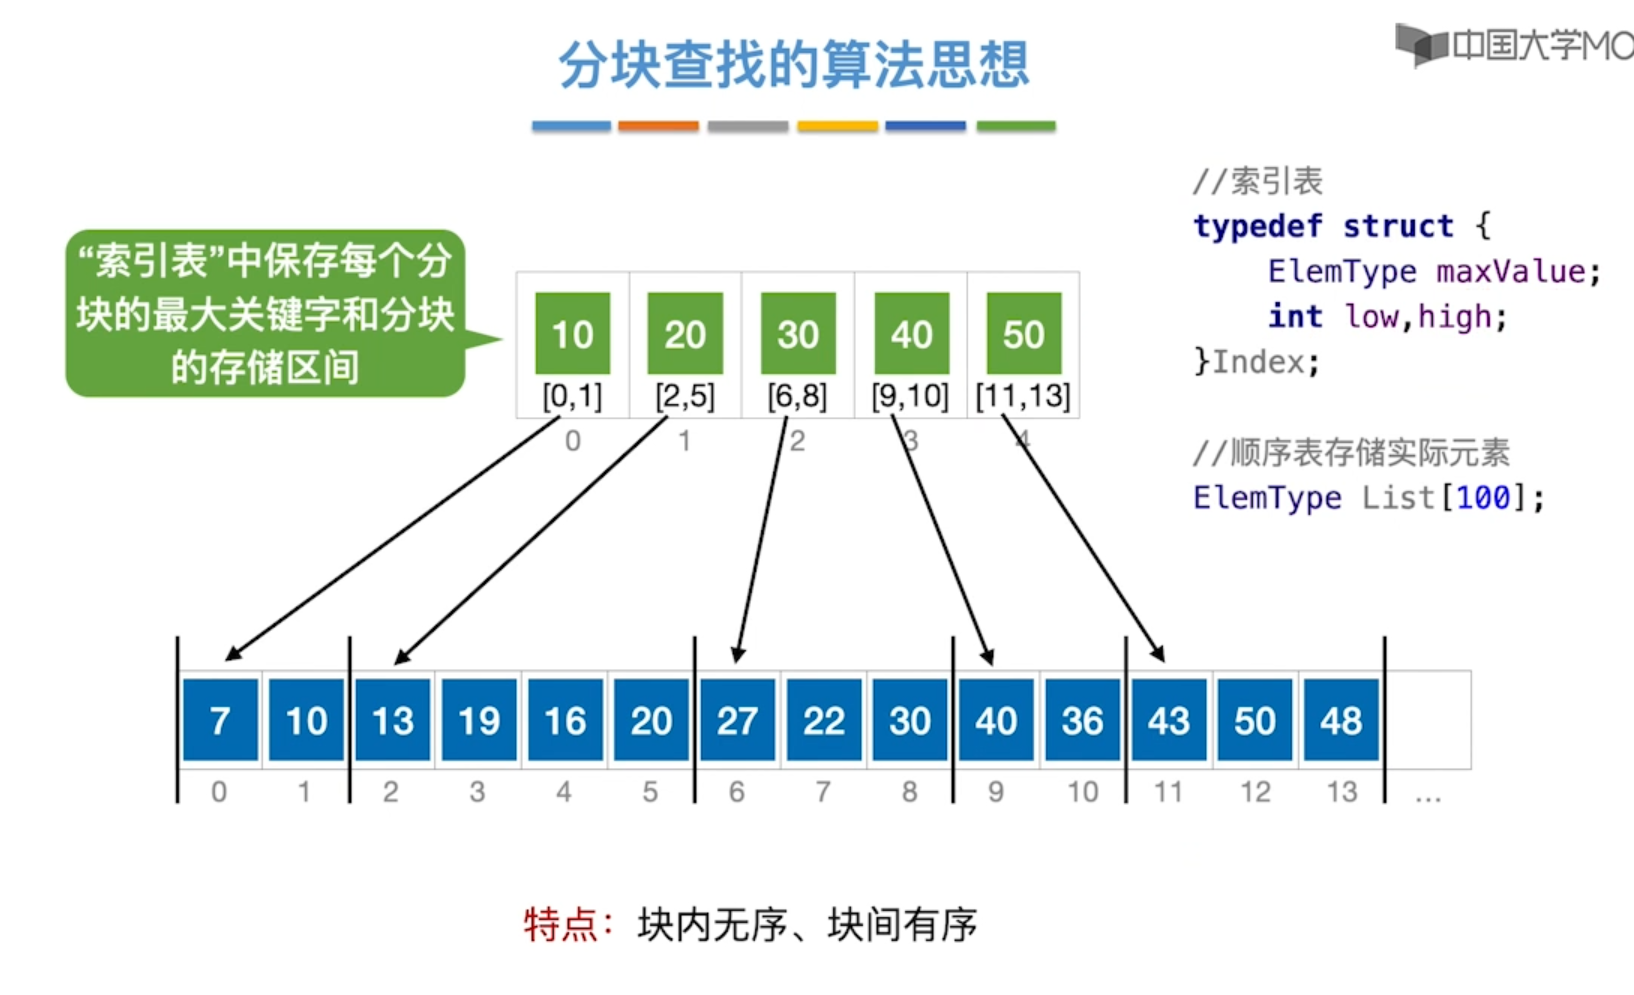 分块查找的算法思想
中国大学MO
//索引表
typedef struct {
    ElemType maxValue;
    int low,high;
}Index;
//顺序表存储实际元素
ElemType List[100];
“索引表”中保存每个分
块的最大关键字和分块
的存储区间
10 20 30 40 50
[0,1] [2,5] [6,8] [9,10] [11,13]
0 1 2 3 4
7 10 13 19 16 20 27 22 30 40 36 43 50 48
0 1 2 3 4 5 6 7 8 9 10 11 12 13 ...
特点：块内无序、块间有序